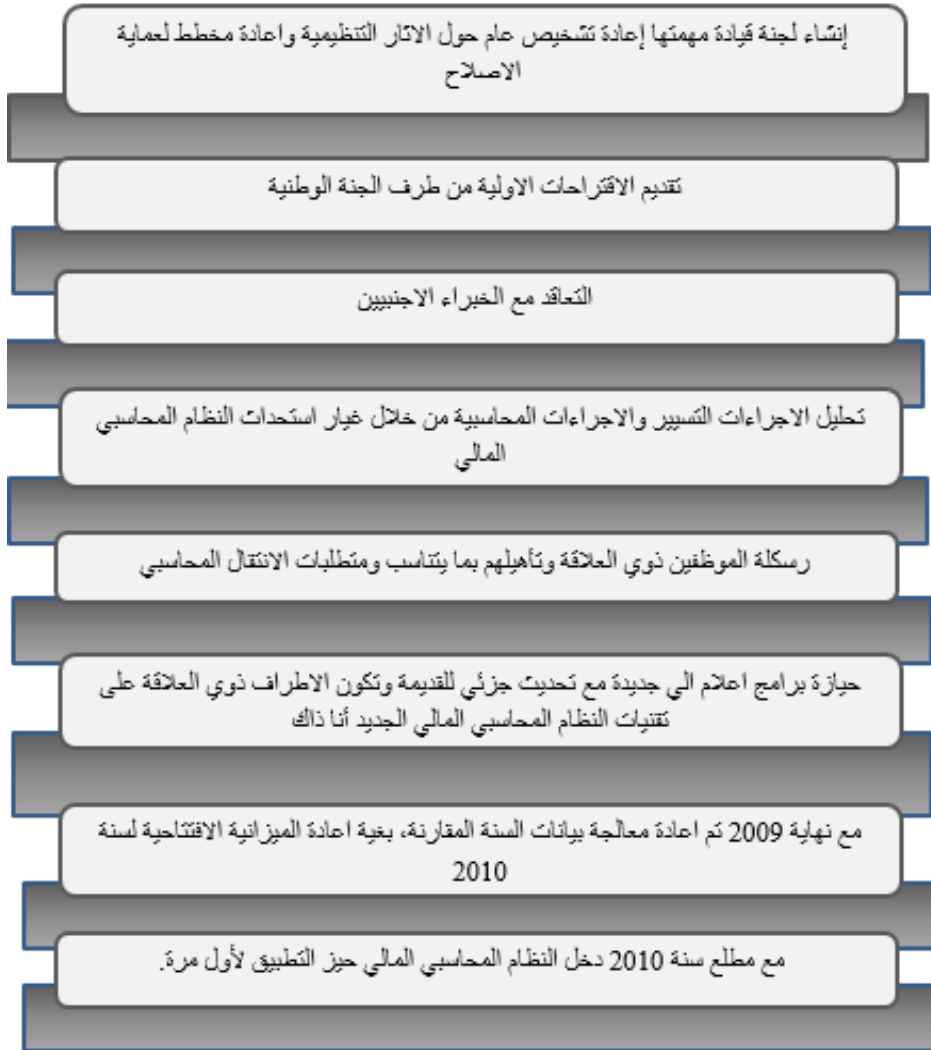 إنشاء لجنة قيادة مهمتها إعادة تشخيص عام حول الاثار التنظيمية واعادة مخطط لعماية
الاصلاح
تقديم الاقتراحات الاولية من طرف الجنة الوطنية
التعاقد مع الخبراء الاجنبيين
تحليل الاجراءات التسيير والاجراءات المحاسبية من خلال غيار استحداث النظام المحاسبي
المالي
رسكلة الموظفين ذوي العلاقة وتأهيلهم بما يتناسب ومتطلبات الانتقال المحاسبي
حيازة برامج اعلام الي جديدة مع تحديث جزئي للقديمة وتكون الاطراف ذوي العلاقة على
تقنيات النظام المحاسبي المالي الجديد أنا ذاك
مع نهاية 2009 تم اعادة معالجة بيانات السنة المقارنة، بغية اعادة الميزانية الافتتاحية لسنة
2010
مع مطلع سنة 2010 دخل النظام المحاسبي المالي حيز التطبيق لأول مرة.